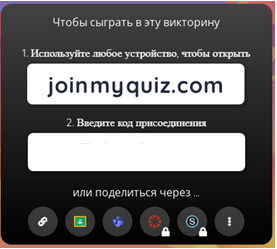 Чтобы сыграть в эту викторину
1. Используйте любое устройство, чтобы открыть
joinmyquiz.com
2. Введите код присоединения
или поделиться через ...